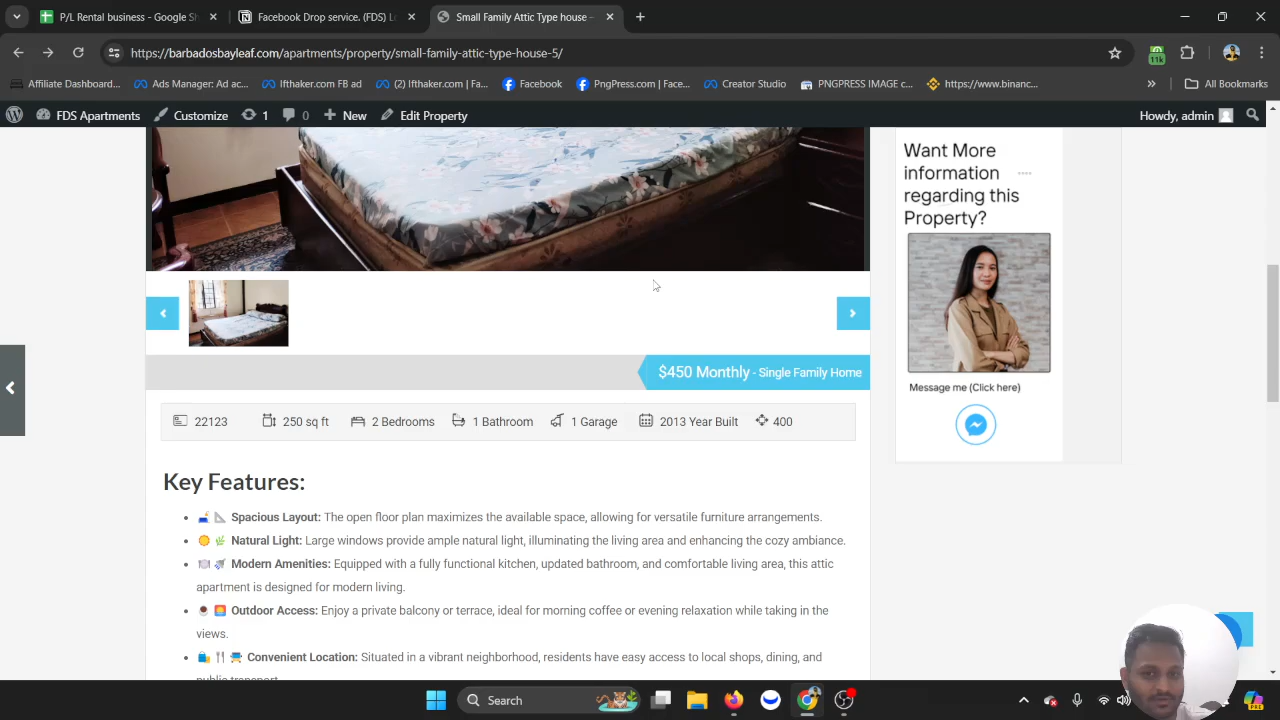 P/L Rental business - Google Sh
Facebook Drop service. (FDS) Lo
Small Family Attic Type house –
https://barbadosbayleaf.com/apartments/property/small-family-attic-type-house-5/
11k
Affiliate Dashboard...
Ads Manager: Ad ac...
Ifthaker.com FB ad
(2) Ifthaker.com | Fa...
Facebook
PngPress.com | Face...
Creator Studio
PNGPRESS IMAGE c...
https://www.binanc...
All Bookmarks
FDS Apartments
Customize
1
0
New
Edit Property
Howdy, admin
Want More
information
regarding this
Property?
Message me (Click here)
$450 Monthly - Single Family Home
22123
250 sq ft
2 Bedrooms
1 Bathroom
1 Garage
2013 Year Built
400
Key Features:
Spacious Layout: The open floor plan maximizes the available space, allowing for versatile furniture arrangements.
Natural Light: Large windows provide ample natural light, illuminating the living area and enhancing the cozy ambiance.
Modern Amenities: Equipped with a fully functional kitchen, updated bathroom, and comfortable living area, this attic
apartment is designed for modern living.
Outdoor Access: Enjoy a private balcony or terrace, ideal for morning coffee or evening relaxation while taking in the
views.
Convenient Location: Situated in a vibrant neighborhood, residents have easy access to local shops, dining, and
public transport.
Search